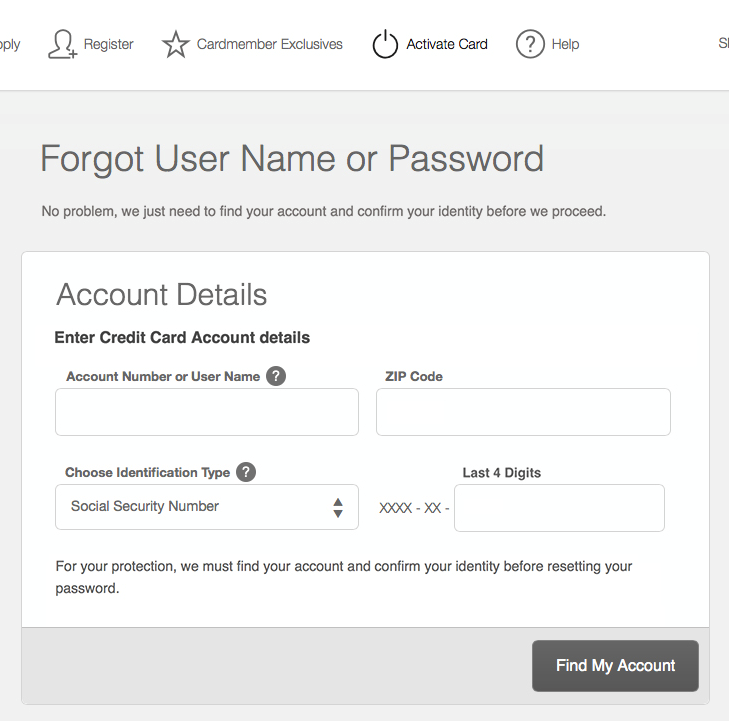 Register Cardmember Exclusives Activate Card ? Help
Forgot User Name or Password
No problem, we just need to find your account and confirm your identity before we proceed.
Account Details
Enter Credit Card Account details
Account Number or User Name ? ZIP Code
Choose Identification Type ? Last 4 Digits
Social Security Number XXXX - XX -
For your protection, we must find your account and confirm your identity before resetting your
password.
Find My Account